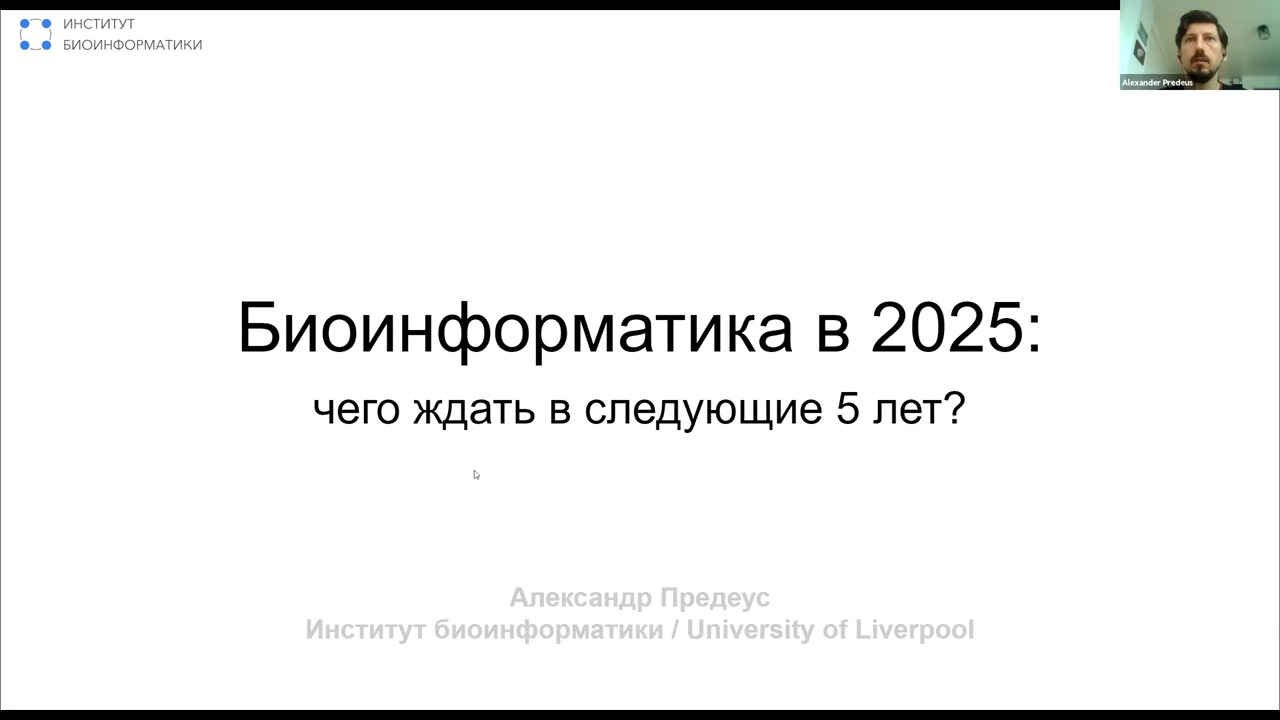 ИНСТИТУТ
БИОИНФОРМАТИКИ
Alexander Predeus
Биоинформатика в 2025:
чего ждать в следующие 5 лет?
Александр Предеус
Институт биоинформатики / University of Liverpool